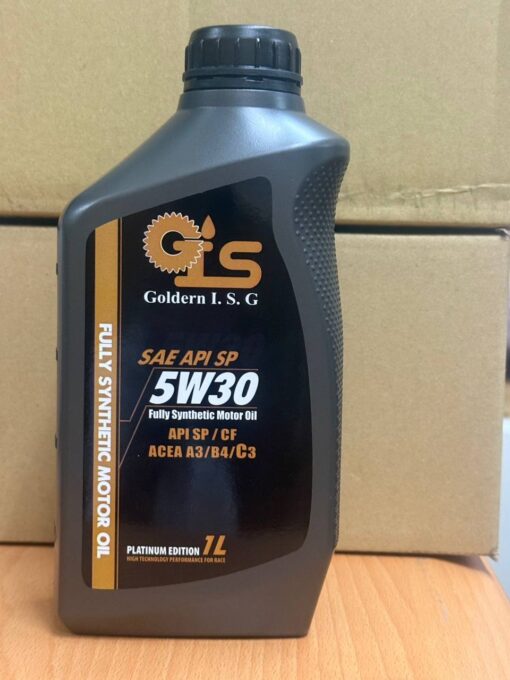 GIS
Goldern I. S. G
FULLY SYNTHETIC MOTOR OIL
SAE API SP
5W30
Fully Synthetic Motor Oil
API SP / CF
ACEA A3/B4/C3
PLATINUM EDITION 1L
HIGH TECHNOLOGY PERFORMANCE FOR RACE